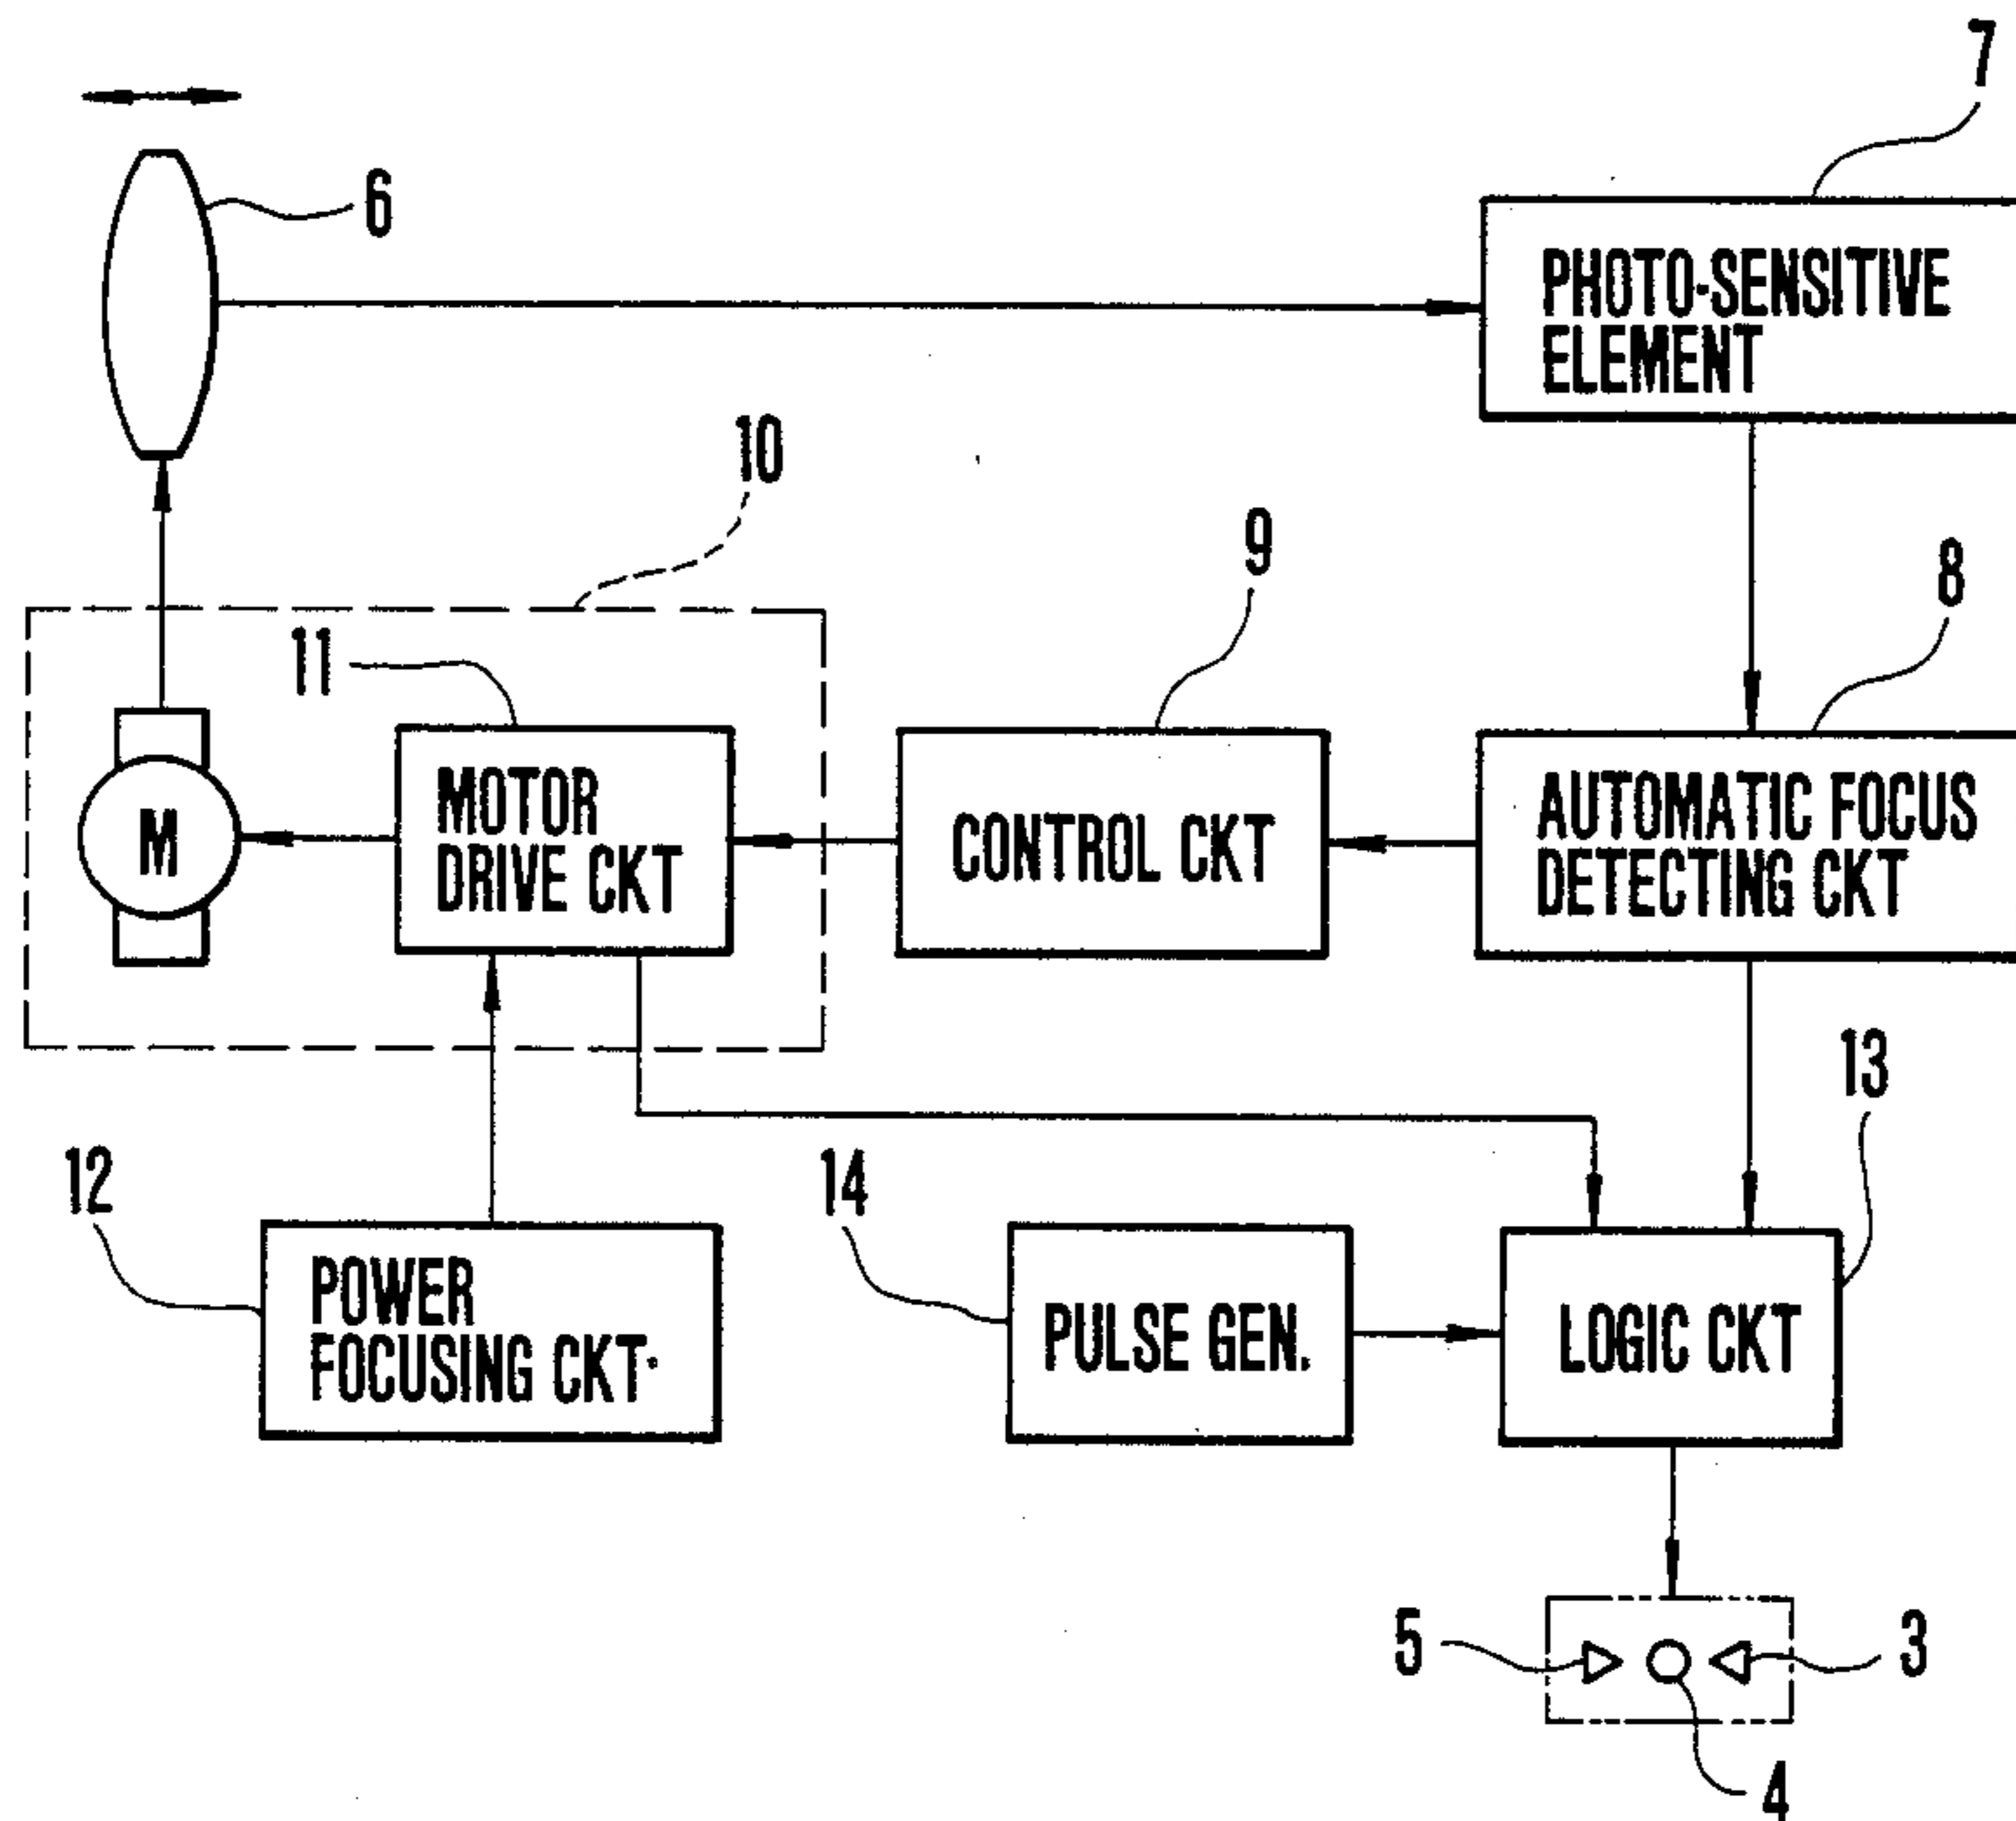 7
6
PHOTO-SENSITIVE
ELEMENT
10
9
8
11
MOTOR
DRIVE CKT
M
CONTROL CKT
AUTOMATIC FOCUS
DETECTING CKT
13
12
14
POWER
FOCUSING CKT.
PULSE GEN.
LOGIC CKT
5
3
4